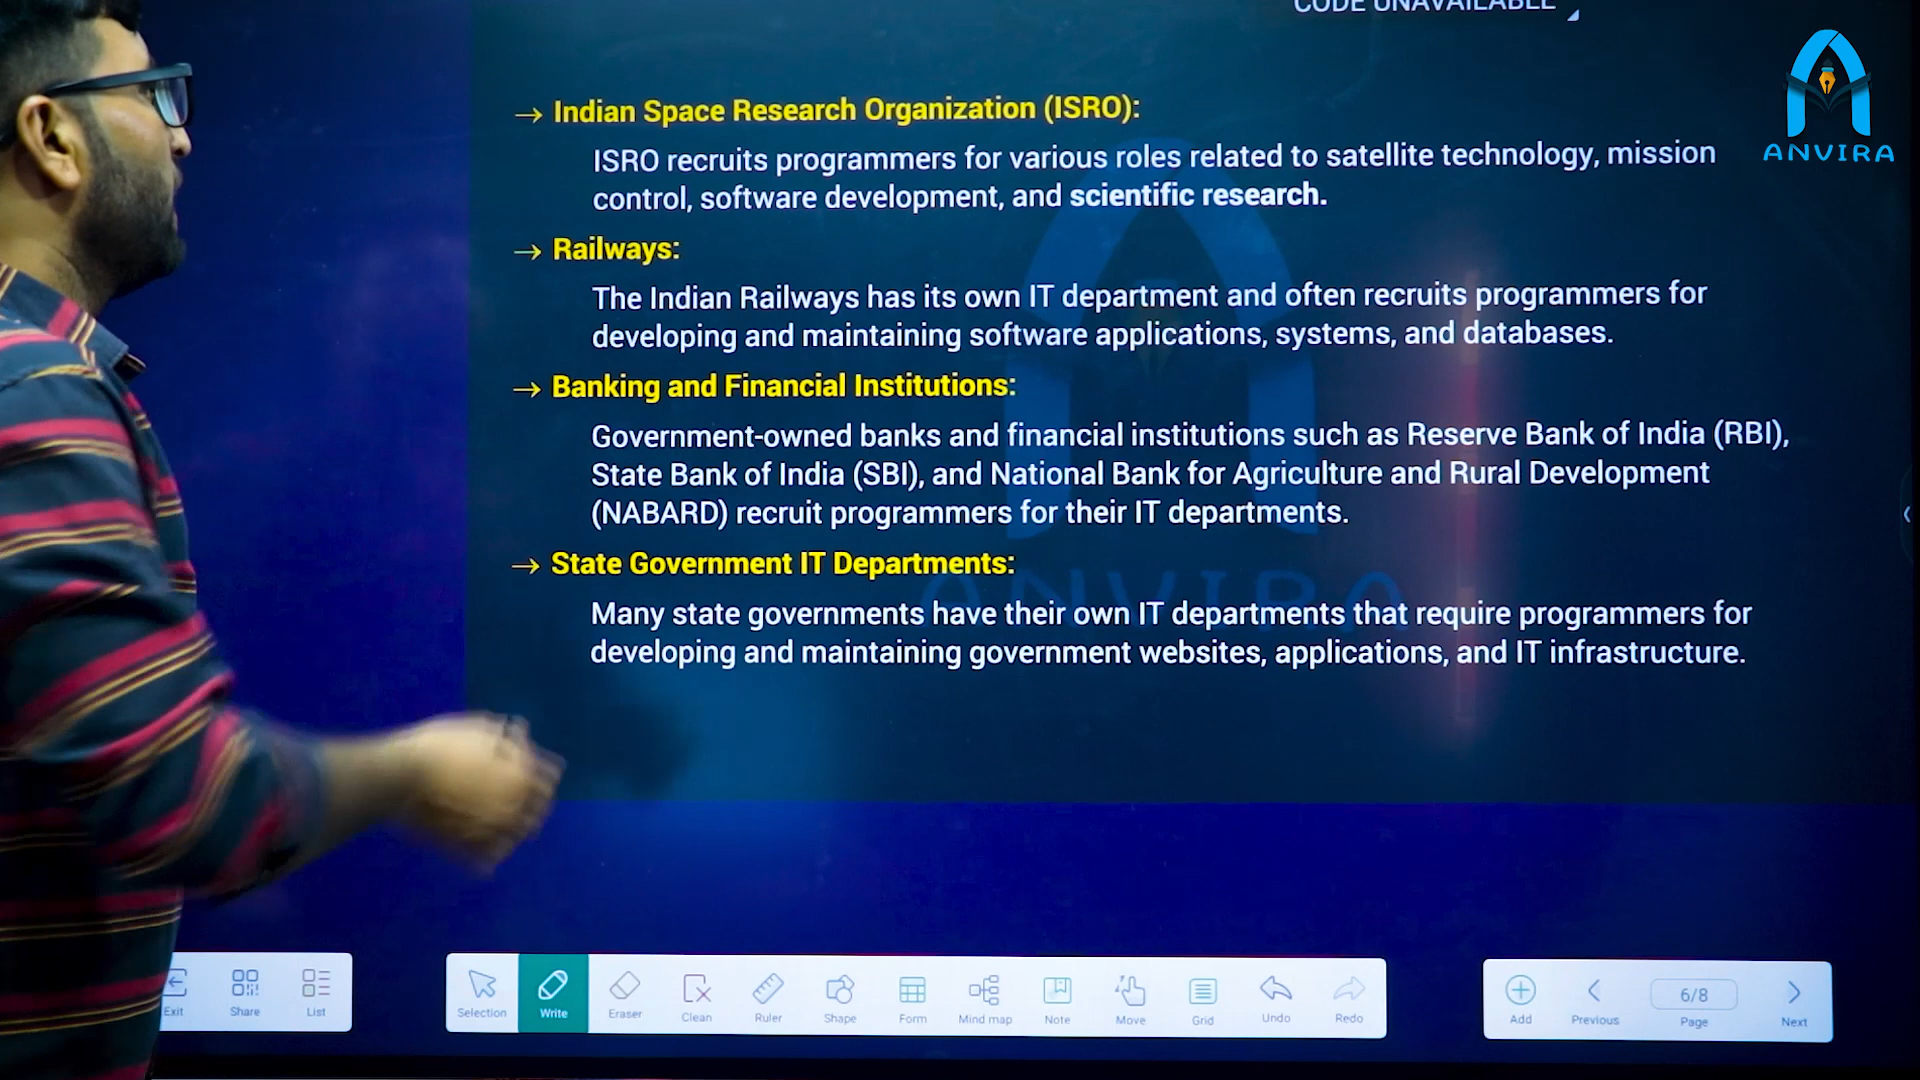 CODE UNAVAILABLE
ANVIRA
→ Indian Space Research Organization (ISRO):
ISRO recruits programmers for various roles related to satellite technology, mission
control, software development, and scientific research.
→ Railways:
The Indian Railways has its own IT department and often recruits programmers for
developing and maintaining software applications, systems, and databases.
→ Banking and Financial Institutions:
Government-owned banks and financial institutions such as Reserve Bank of India (RBI),
State Bank of India (SBI), and National Bank for Agriculture and Rural Development
(NABARD) recruit programmers for their IT departments.
→ State Government IT Departments:
ANVIRA
Many state governments have their own IT departments that require programmers for
developing and maintaining government websites, applications, and IT infrastructure.
Exit Share List
Selection Write Eraser Clean Ruler Shape Form Mind map Note Move Grid Undo Redo
6/8
Add Previous Page Next